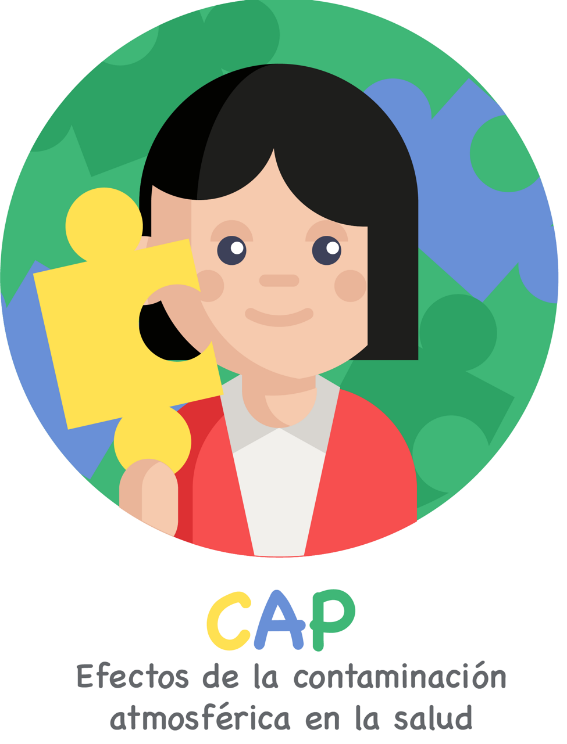 CAP
Efectos de la contaminación
atmosférica en la salud